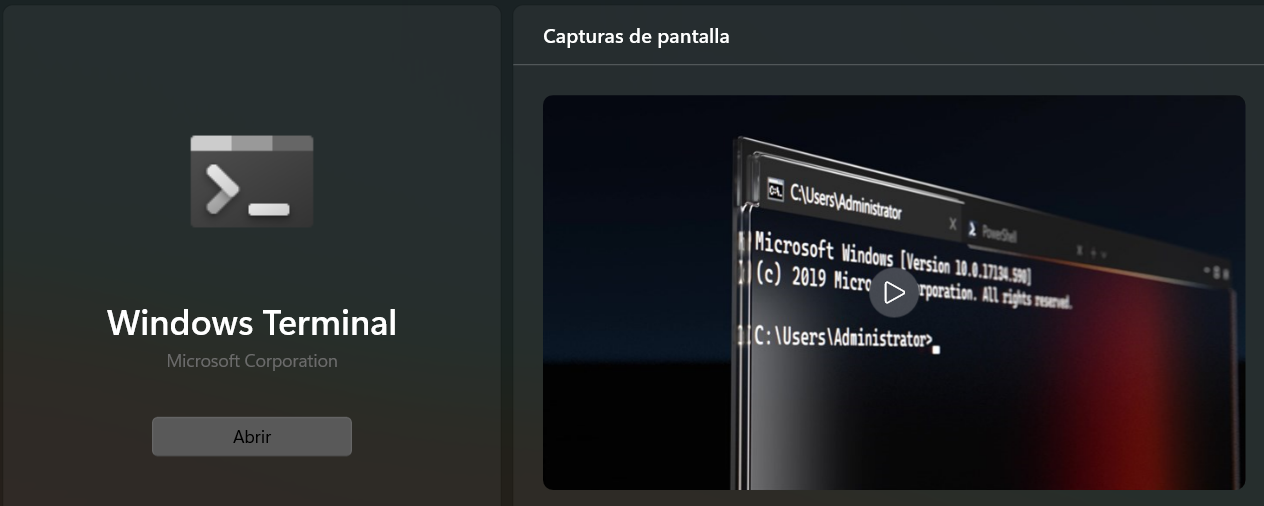 Windows Terminal
Microsoft Corporation
Abrir
Capturas de pantalla
C:\Users\Administrator
PowerShell
Microsoft Windows [Version 10.0.17134.590]
(c) 2019 Micro rporation. All rights reserved.
C:\Users\Administrator>